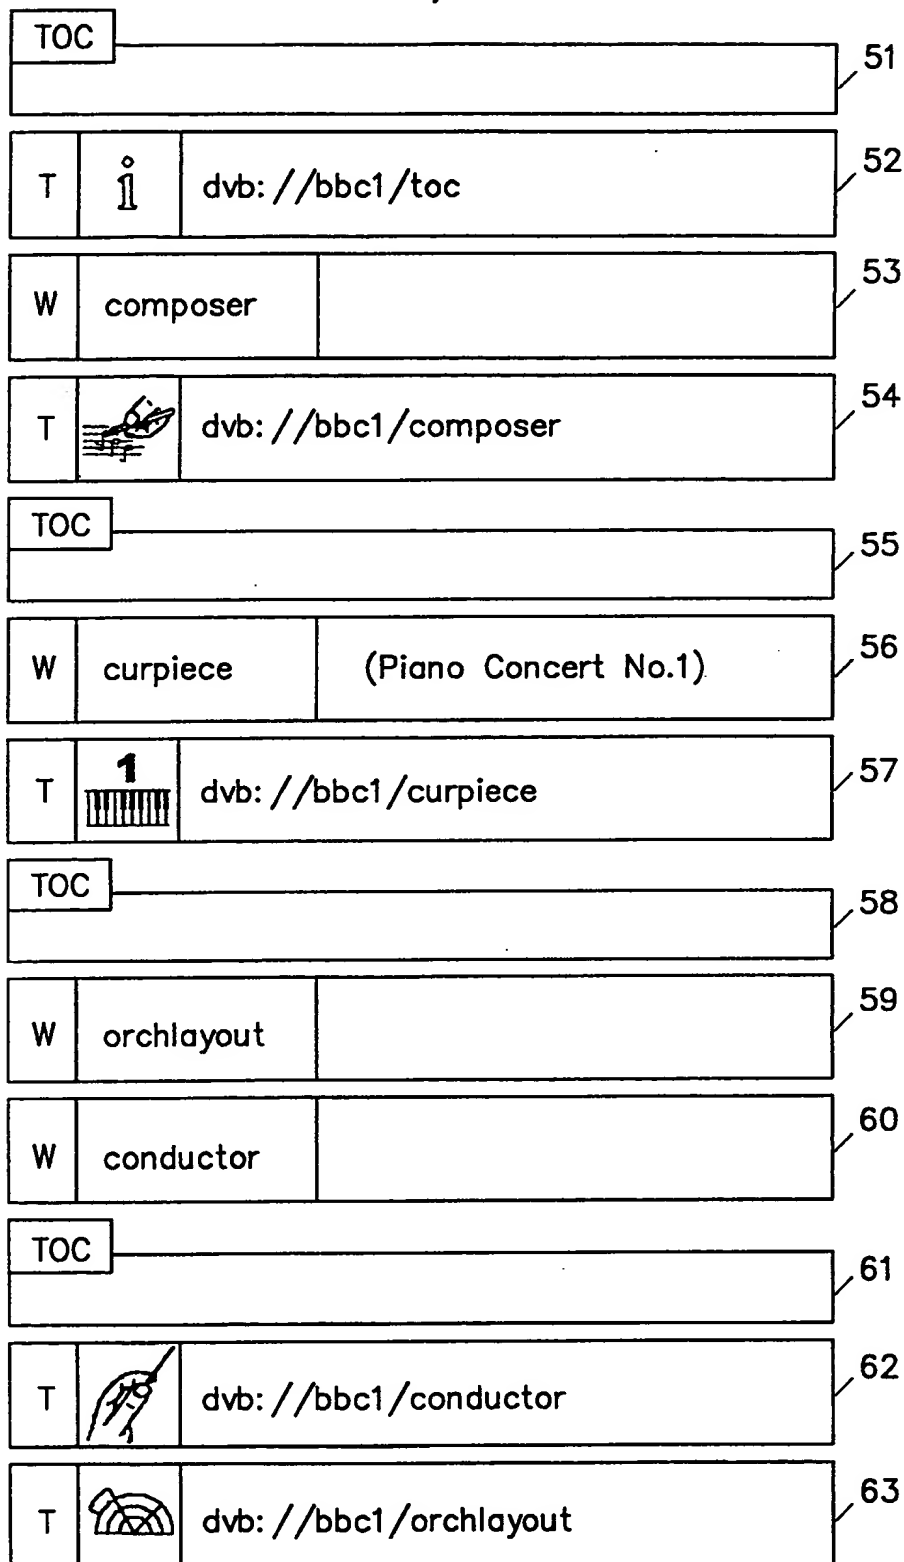 TOC
51
T i dvb://bbc1/toc 52
W composer 53
T dvb://bbc1/composer 54
TOC
55
W curpiece (Piano Concert No.1) 56
T 1 dvb://bbc1/curpiece 57
TOC
58
W orchlayout 59
W conductor 60
TOC
61
T dvb://bbc1/conductor 62
T dvb://bbc1/orchlayout 63